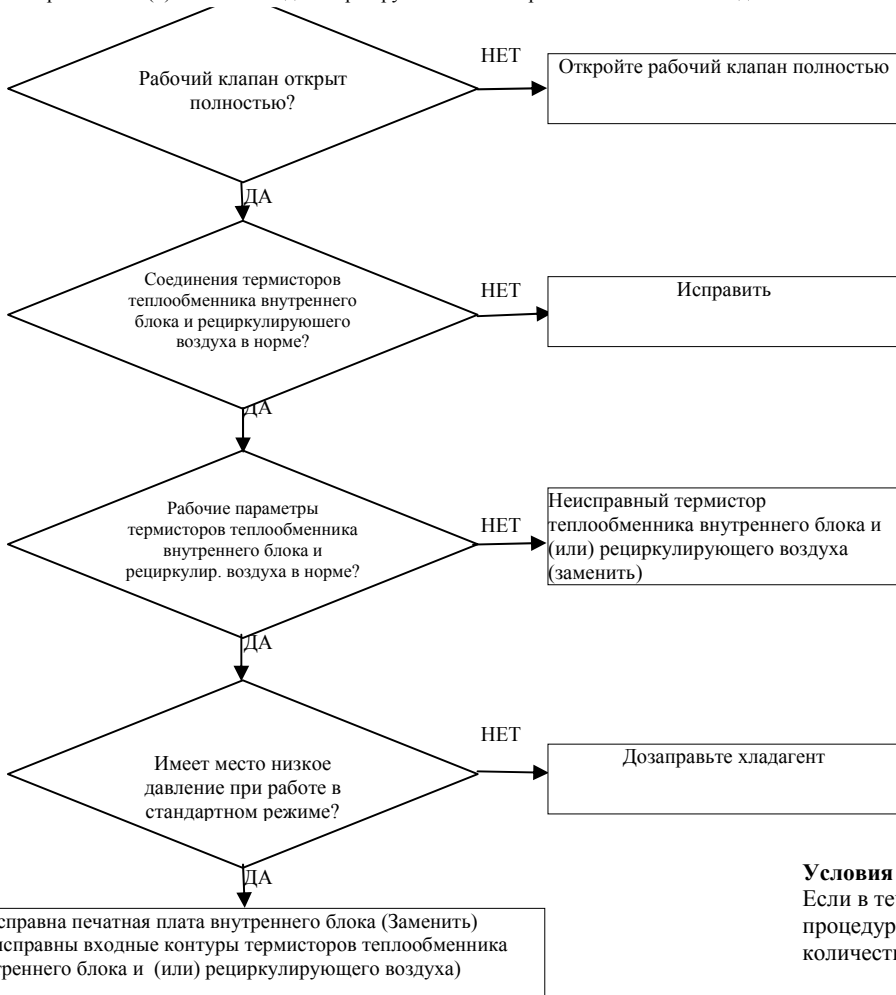 НЕТ
Откройте рабочий клапан полностью
Рабочий клапан открыт
полностью?
ДА
Соединения термисторов
теплообменника внутреннего
блока и рециркулируюшего
воздуха в норме?
НЕТ
Исправить
ДА
Рабочие параметры
термисторов теплообменника
внутреннего блока и
рециркулир. воздуха в норме?
НЕТ
Неисправный термистор
теплообменника внутреннего блока и
(или) рециркулирующего воздуха
(заменить)
ДА
Имеет место низкое
давление при работе в
стандартном режиме?
НЕТ
Дозаправьте хладагент
ДА
справна печатная плата внутреннего блока (Заменить)
исправны входные контуры термисторов теплообменника
треннего блока и (или) рециркулирующего воздуха)
Условия
Если в те
процедур
количест